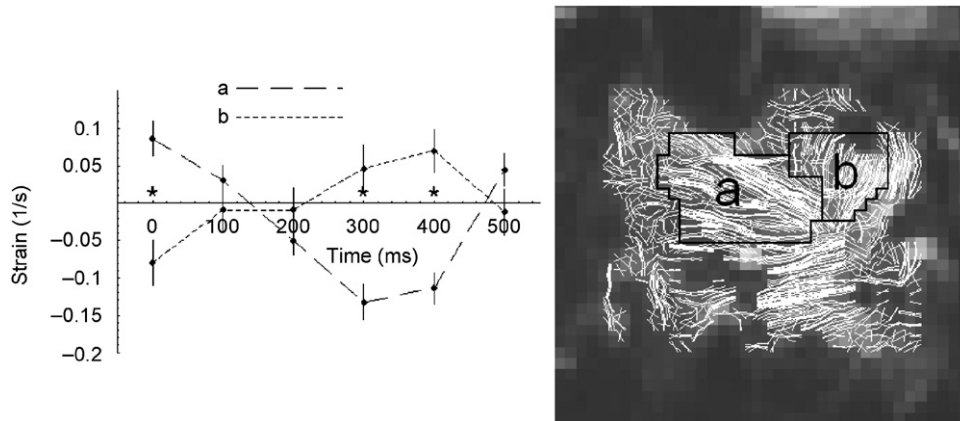 a
b
0.1
0.05
* * *
0 100 200 300 400 500
−0.05
−0.1
−0.15
−0.2
Strain (1/s)
Time (ms)
a
b